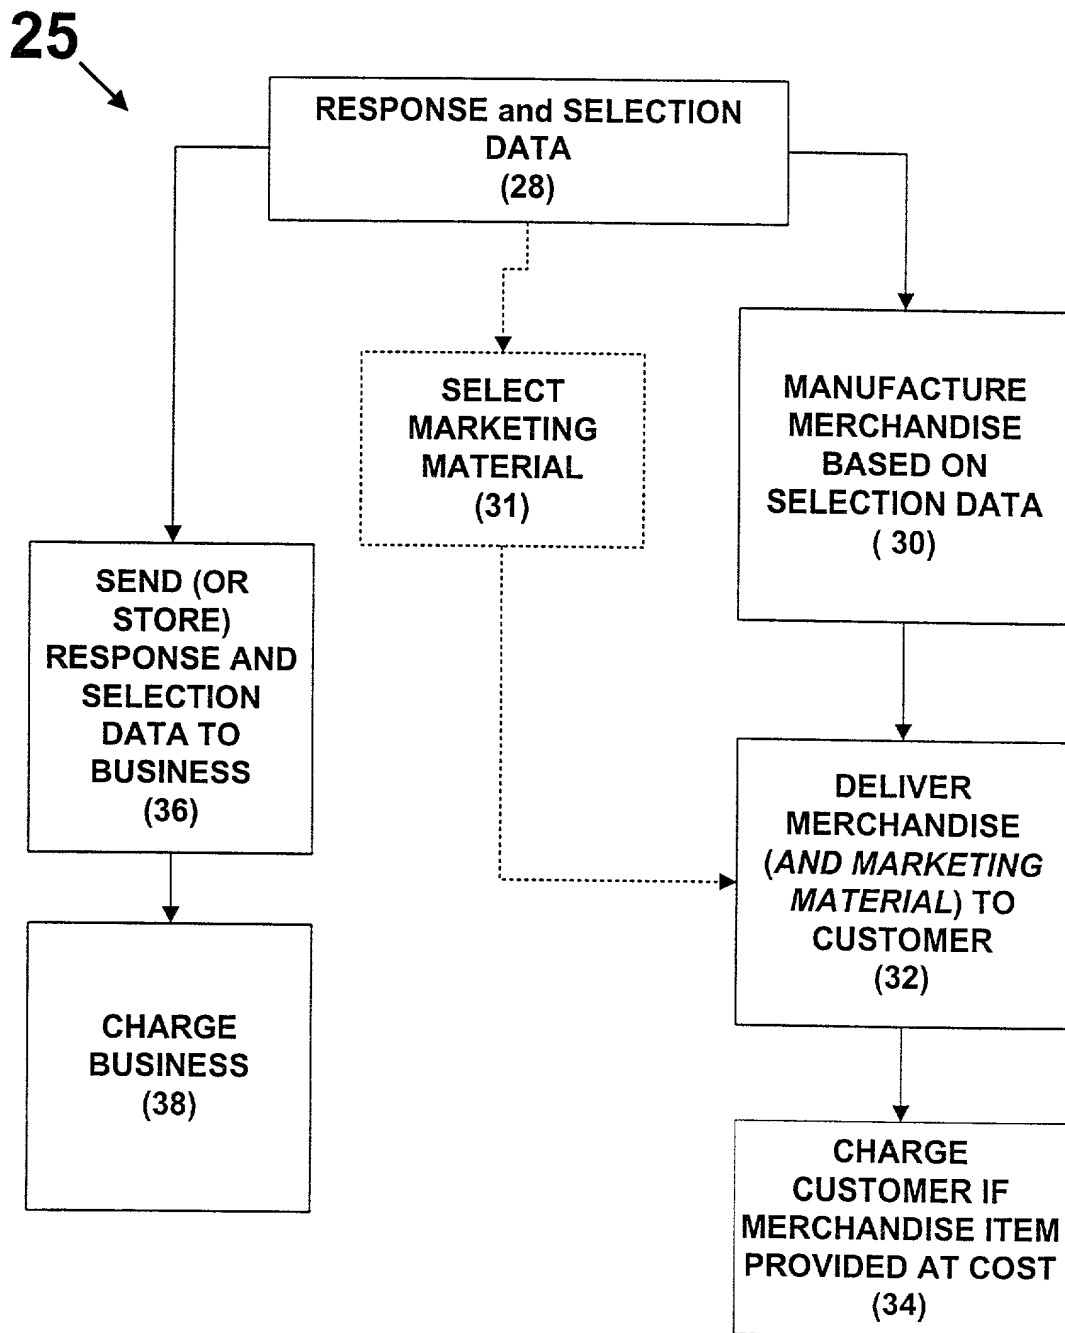 25
RESPONSE and SELECTION
DATA
(28)
SELECT
MARKETING
MATERIAL
(31)
MANUFACTURE
MERCHANDISE
BASED ON
SELECTION DATA
( 30)
SEND (OR
STORE)
RESPONSE AND
SELECTION
DATA TO
BUSINESS
(36)
DELIVER
MERCHANDISE
(AND MARKETING
MATERIAL) TO
CUSTOMER
(32)
CHARGE
BUSINESS
(38)
CHARGE
CUSTOMER IF
MERCHANDISE ITEM
PROVIDED AT COST
(34)